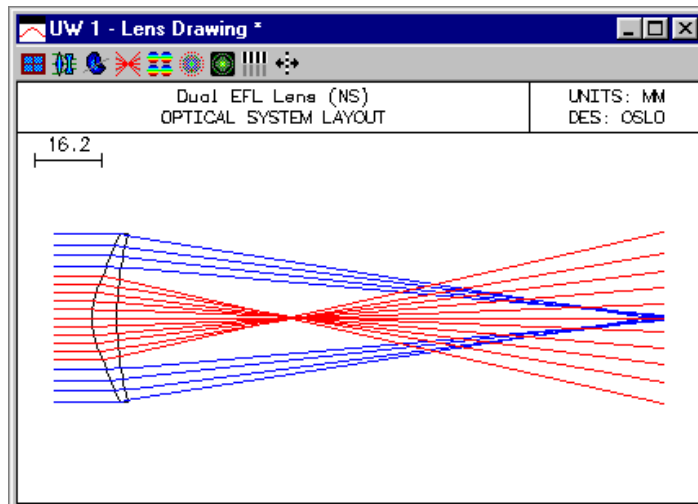 UW 1 - Lens Drawing *
Dual EFL Lens (NS)
OPTICAL SYSTEM LAYOUT
UNITS: MM
DES: OSLO
16.2